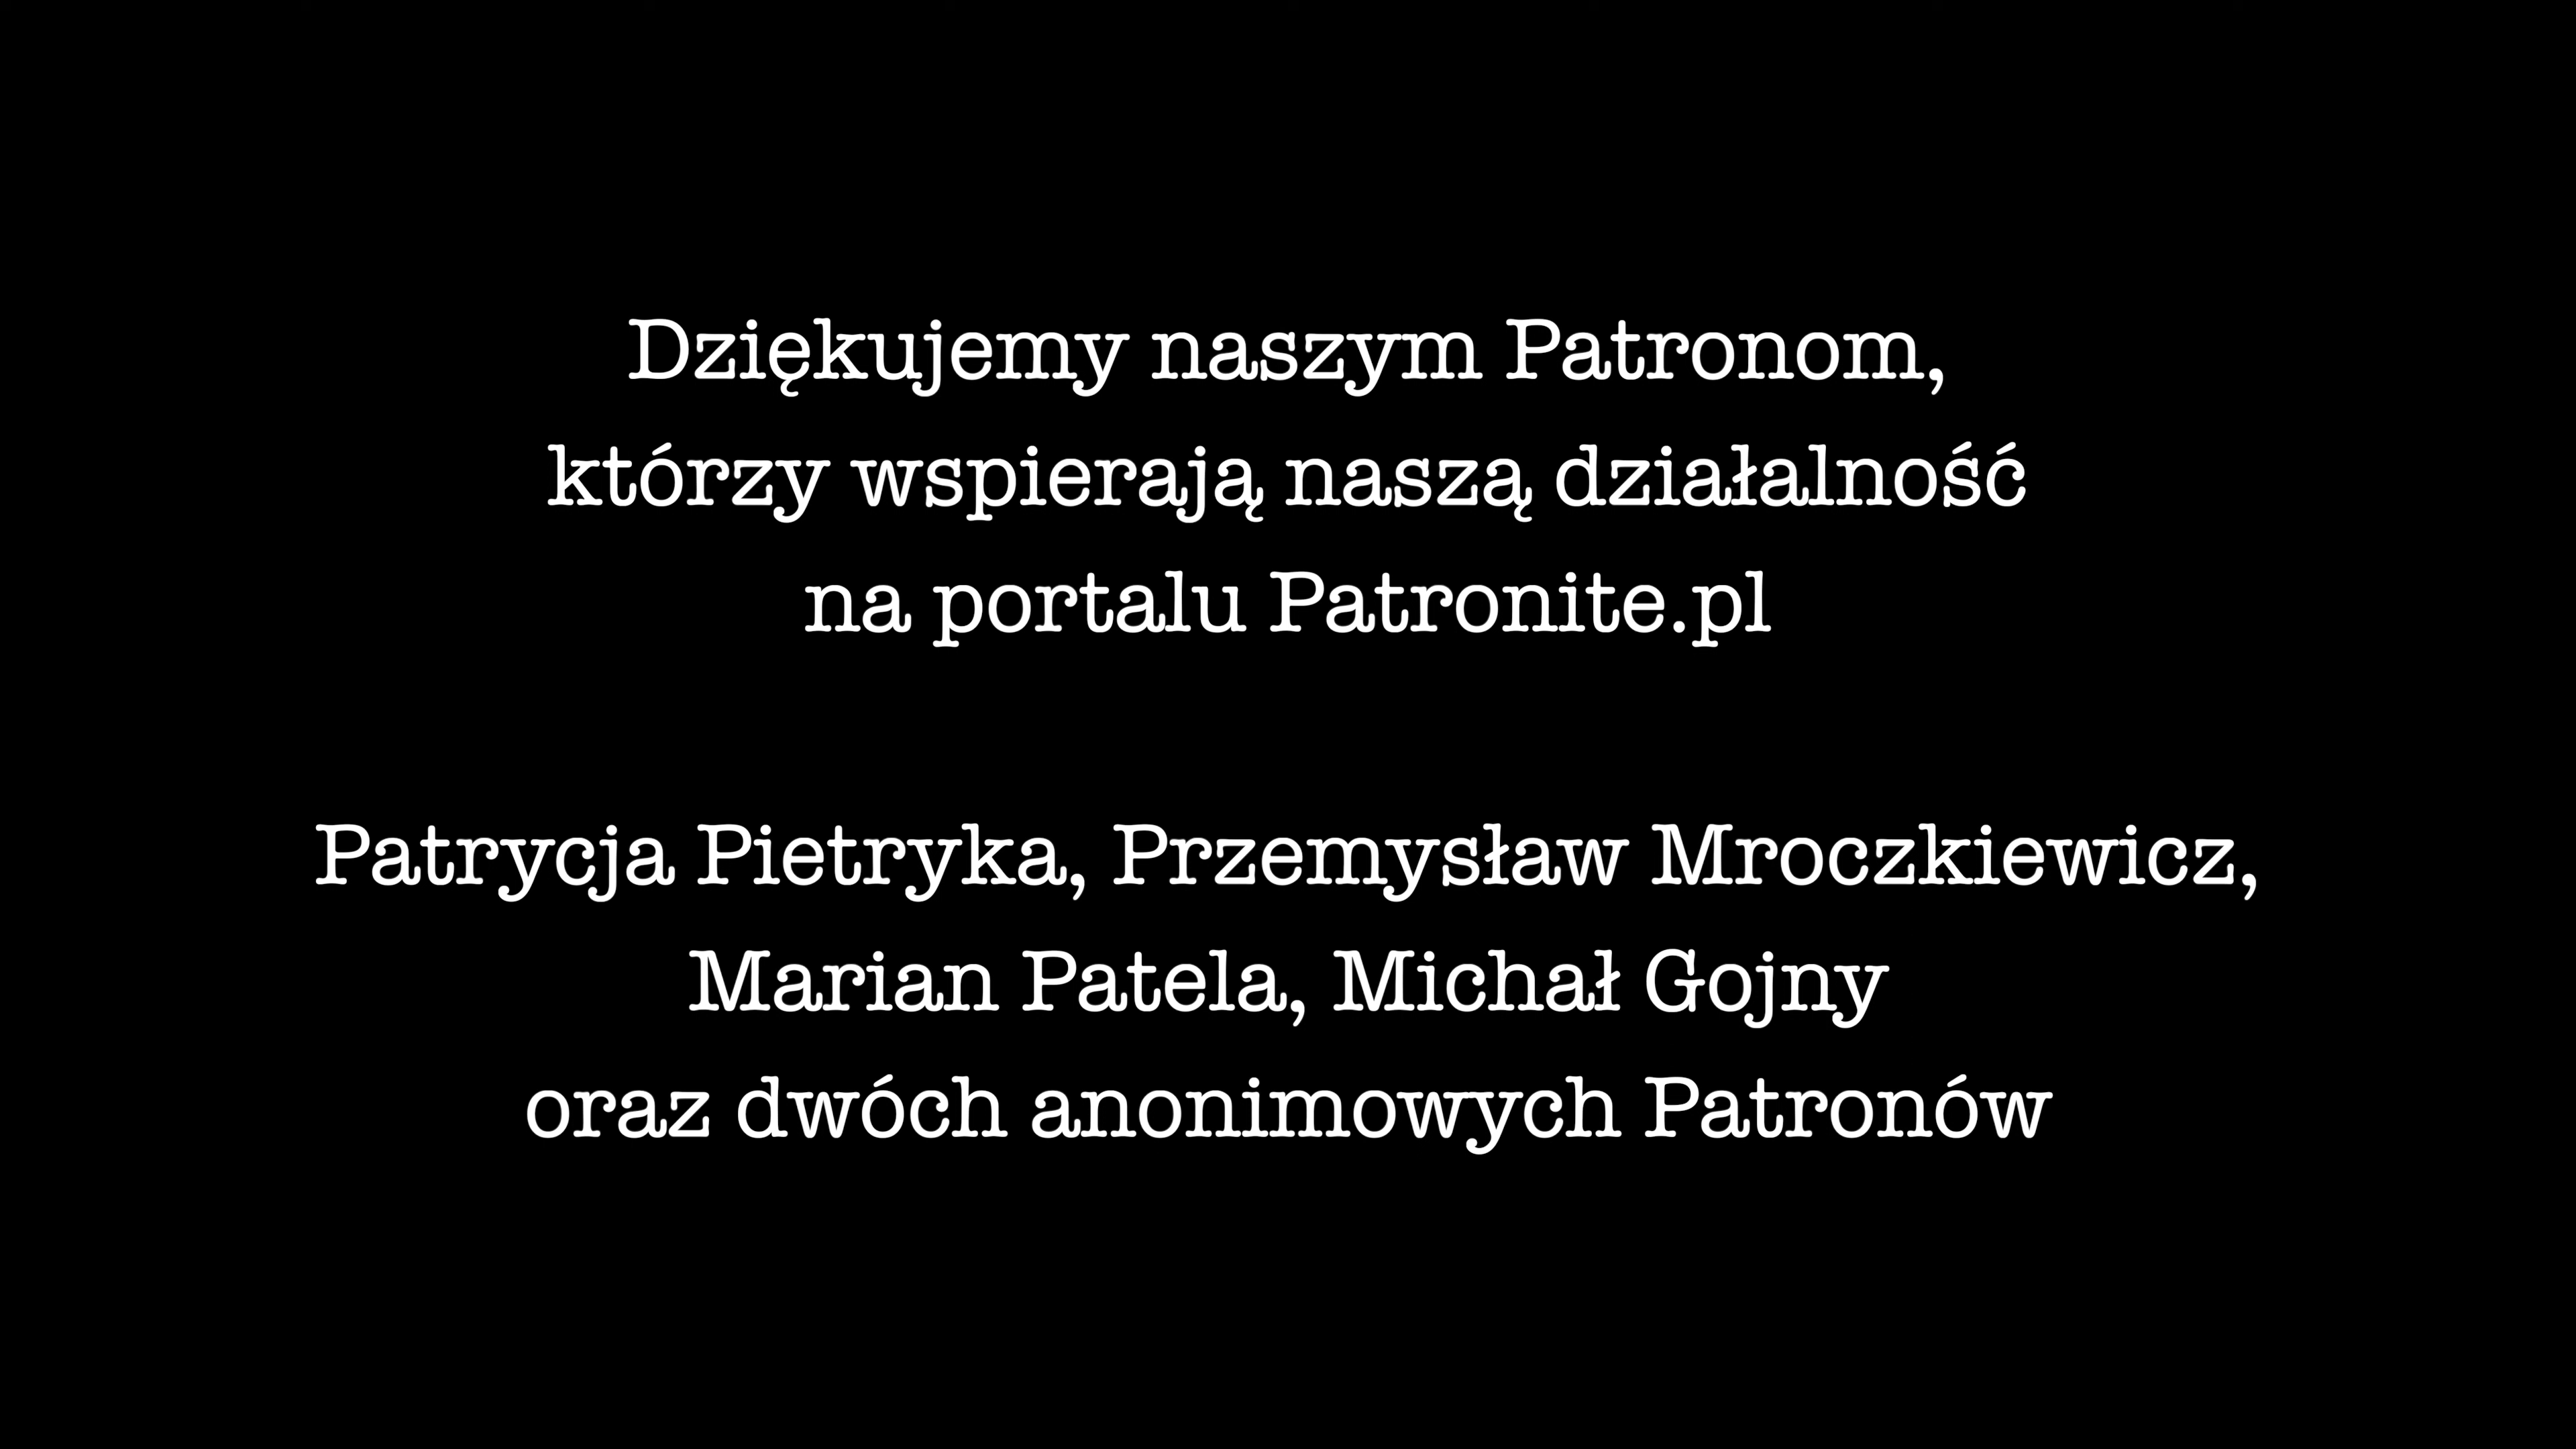 Dziękujemy naszym Patronom,
którzy wspierają naszą działalność
na portalu Patronite.pl
Patrycja Pietryka, Przemysław Mroczkiewicz,
Marian Patela, Michał Gojny
oraz dwóch anonimowych Patronów